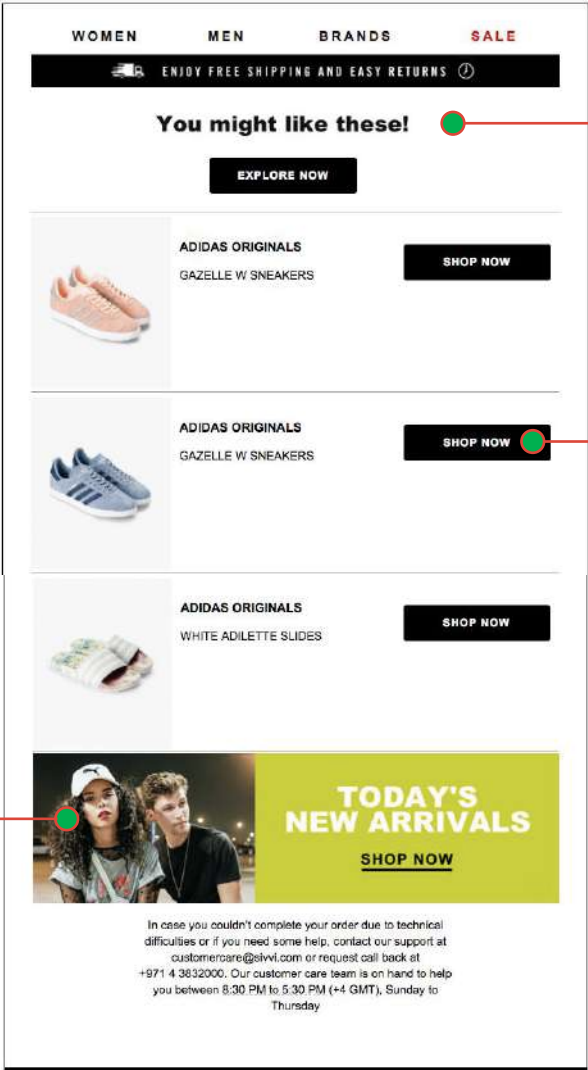 WOMEN MEN BRANDS SALE
ENJOY FREE SHIPPING AND EASY RETURNS
You might like these!
EXPLORE NOW
ADIDAS ORIGINALS
GAZELLE W SNEAKERS
SHOP NOW
ADIDAS ORIGINALS
GAZELLE W SNEAKERS
SHOP NOW
ADIDAS ORIGINALS
WHITE ADILETTE SLIDES
SHOP NOW
TODAY'S
NEW ARRIVALS
SHOP NOW
In case you couldn't complete your order due to technical
difficulties or if you need some help, contact our support at
customercare@sivvi.com or request call back at
+971 4 3832000. Our customer care team is on hand to help
you between 8:30 PM to 5:30 PM (+4 GMT), Sunday to
Thursday